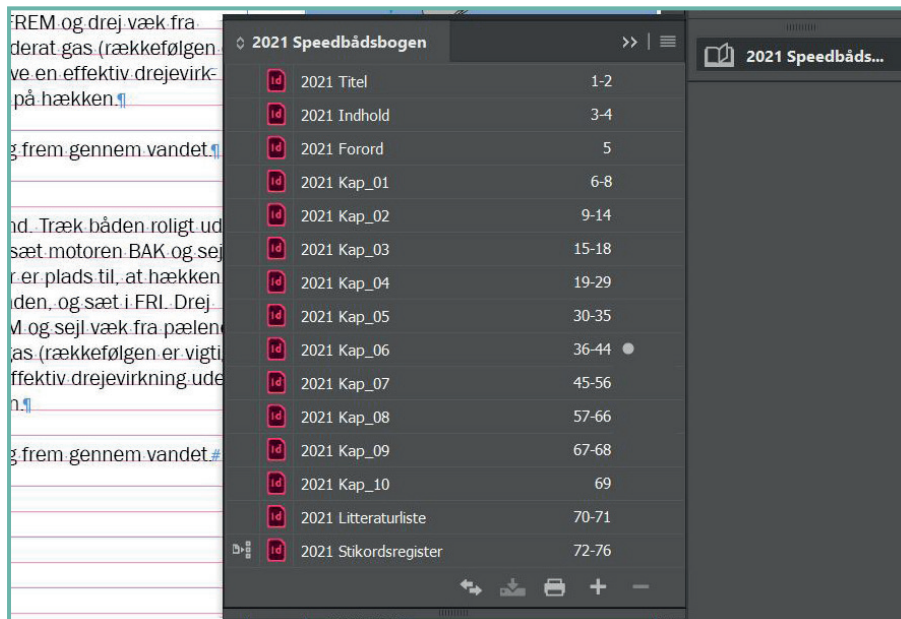 FREM og drej væk fra
derat gas (rækkefølgen
ve en effektiv drejevirk-
på hækken.¶
g frem gennem vandet.¶
nd. Træk båden roligt ud
sæt motoren BAK og sej
r er plads til, at hækken
den, og sæt i FRI. Drej
M og sejl væk fra pælen
gas (rækkefølgen er vigti
ffektiv drejevirkning ude
n.¶
g frem gennem vandet.#
2021 Speedbådsbogen
2021 Titel 1-2
2021 Indhold 3-4
2021 Forord 5
2021 Kap_01 6-8
2021 Kap_02 9-14
2021 Kap_03 15-18
2021 Kap_04 19-29
2021 Kap_05 30-35
2021 Kap_06 36-44
2021 Kap_07 45-56
2021 Kap_08 57-66
2021 Kap_09 67-68
2021 Kap_10 69
2021 Litteraturliste 70-71
2021 Stikordsregister 72-76
2021 Speedbåds...